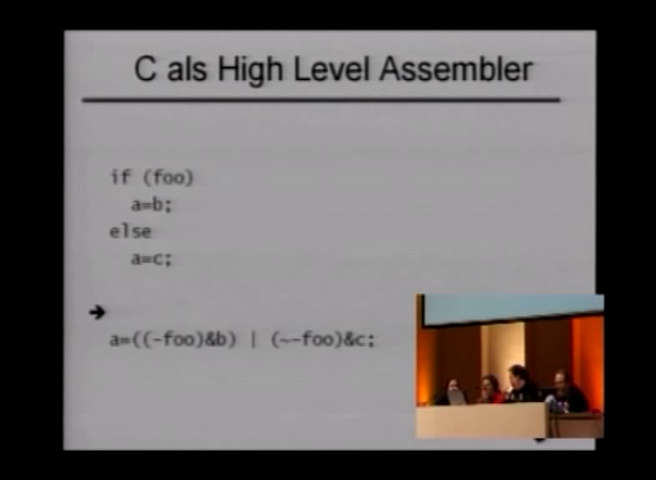 C als High Level Assembler
if (foo)
a=b;
else
a=c;
➔
a=((-foo)&b) | (~-foo)&c;